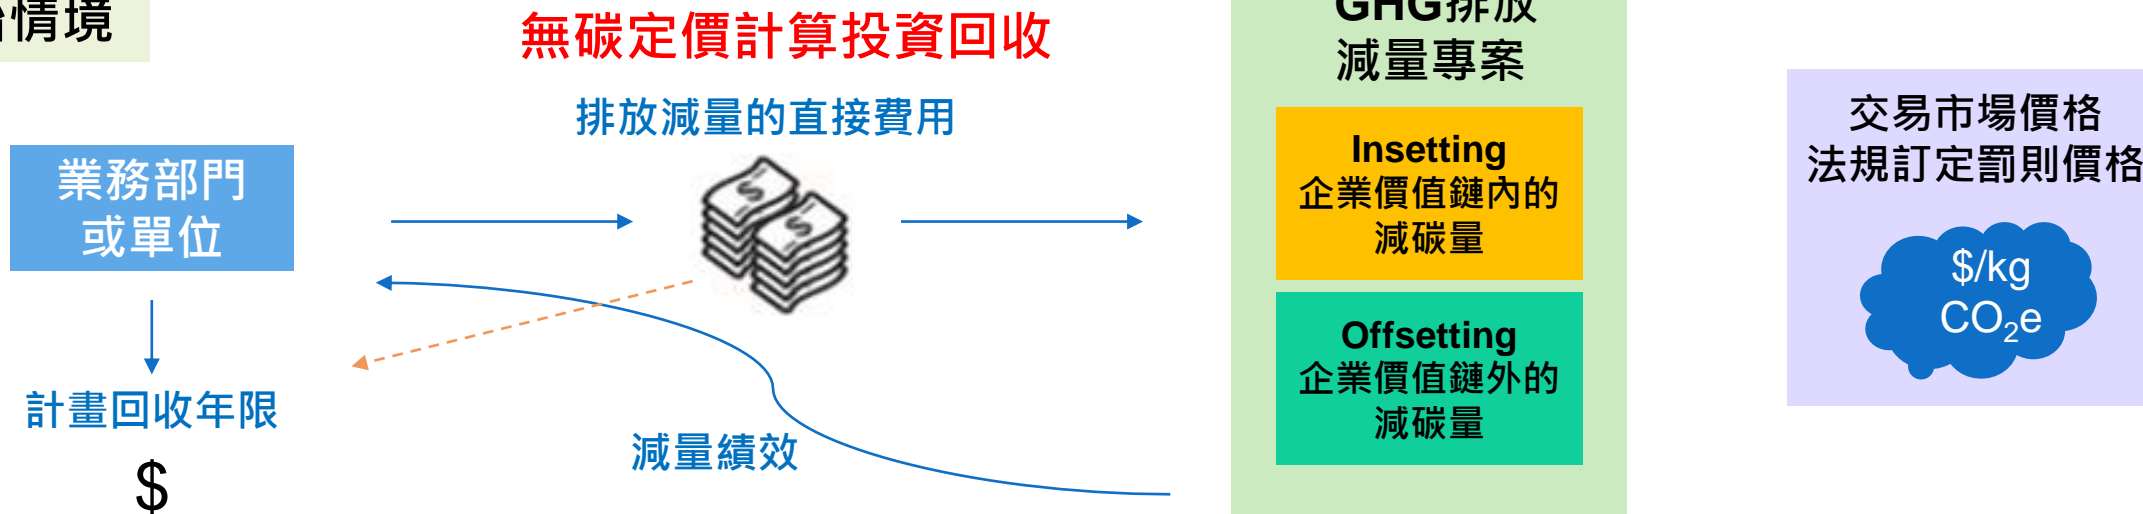 情境
無碳定價計算投資回收
排放減量的直接費用
業務部門
或單位
計畫回收年限
$
減量績效
GHG排放
減量專案
Insetting
企業價值鏈內的
減碳量
Offsetting
企業價值鏈外的
減碳量
交易市場價格
法規訂定罰則價格
$/kg
CO₂e